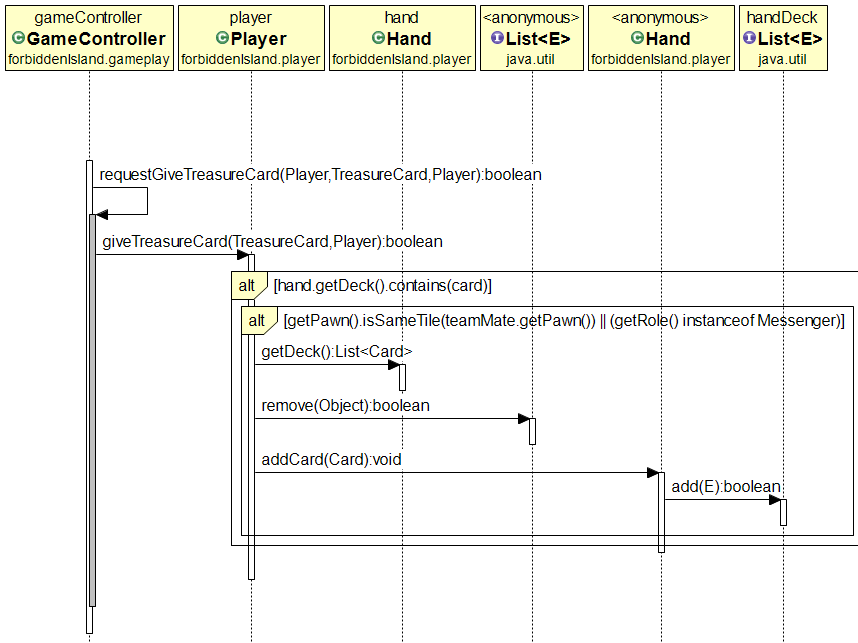 gameController
GameController
forbiddenIsland.gameplay
player
Player
forbiddenIsland.player
hand
Hand
forbiddenIsland.player
<anonymous>
List<E>
java.util
<anonymous>
Hand
forbiddenIsland.player
handDeck
List<E>
java.util
requestGiveTreasureCard(Player,TreasureCard,Player):boolean
giveTreasureCard(TreasureCard,Player):boolean
alt [hand.getDeck().contains(card)]
alt [getPawn().isSameTile(teamMate.getPawn()) || (getRole() instanceof Messenger)]
getDeck():List<Card>
remove(Object):boolean
addCard(Card):void
add(E):boolean